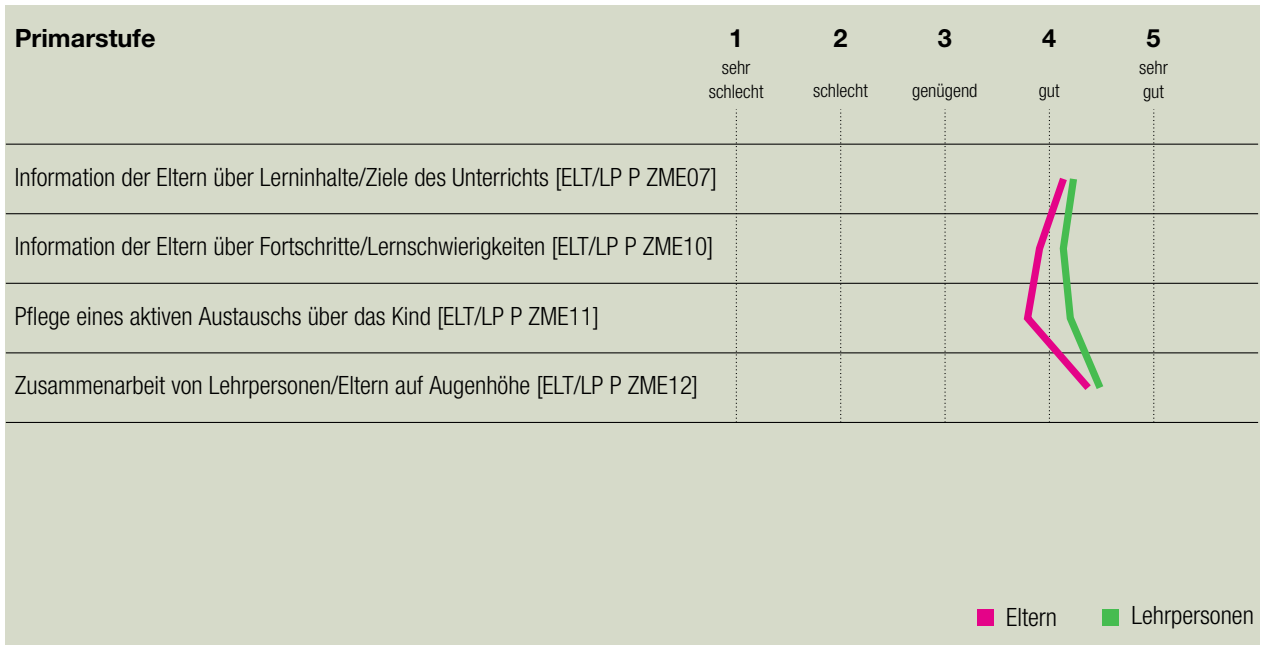 Primarstufe 1 2 3 4 5
sehr schlecht schlecht genügend gut sehr gut
Information der Eltern über Lerninhalte/Ziele des Unterrichts [ELT/LP P ZME07]
Information der Eltern über Fortschritte/Lernschwierigkeiten [ELT/LP P ZME10]
Pflege eines aktiven Austauschs über das Kind [ELT/LP P ZME11]
Zusammenarbeit von Lehrpersonen/Eltern auf Augenhöhe [ELT/LP P ZME12]
Eltern Lehrpersonen